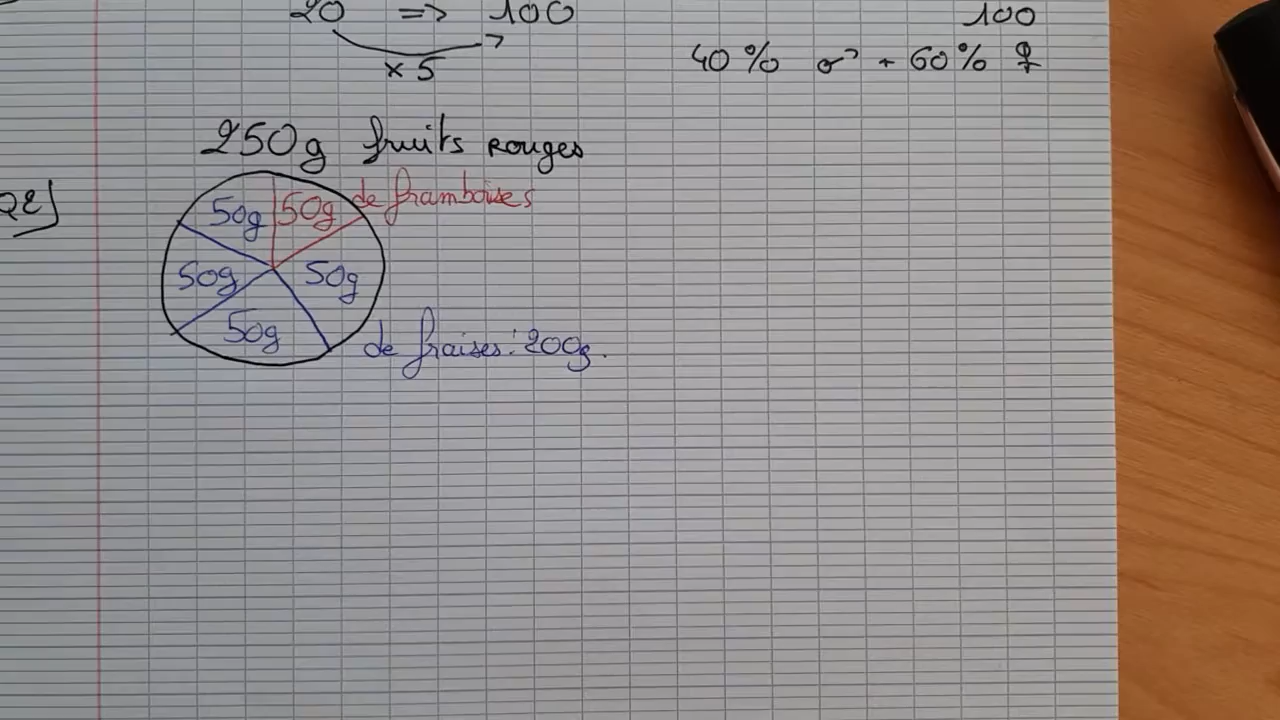 20 => 100
100
× 5
40 % ♂ + 60 % ♀
250g fruits rouges
50g 50g de framboises
50g 50g
50g
de fraises : 200g.